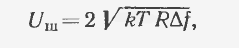 Uш = 2 √kT RΔf,